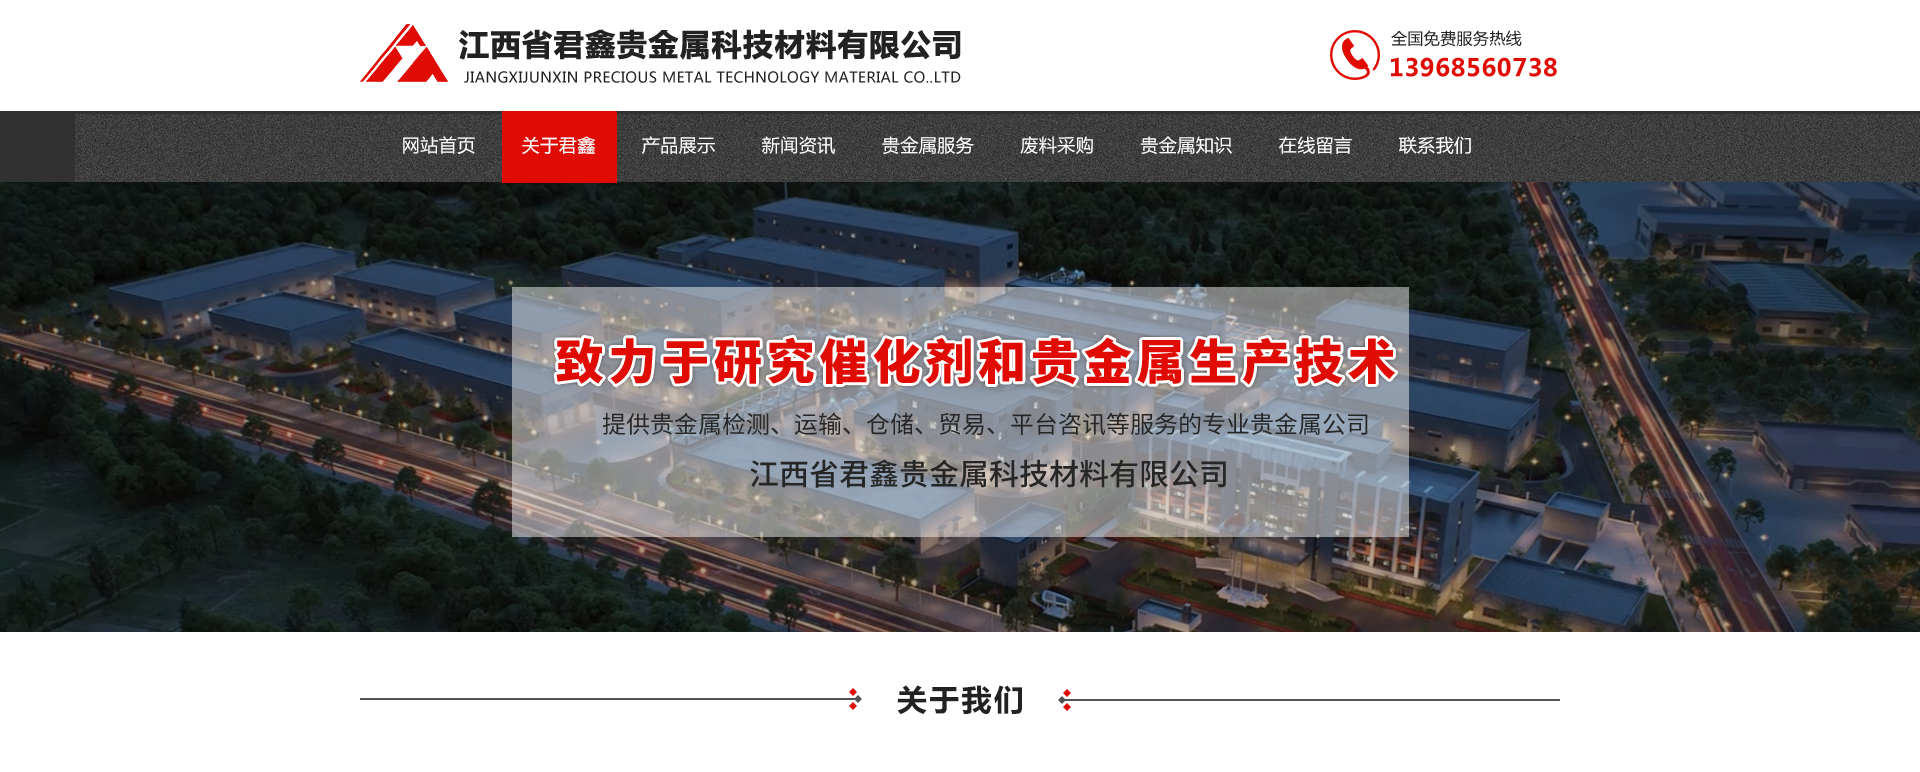 江西省君鑫贵金属科技材料有限公司
JIANGXIJUNXIN PRECIOUS METAL TECHNOLOGY MATERIAL CO..LTD
全国免费服务热线
13968560738
网站首页 关于君鑫 产品展示 新闻资讯 贵金属服务 废料采购 贵金属知识 在线留言 联系我们
致力于研究催化剂和贵金属生产技术
提供贵金属检测、运输、仓储、贸易、平台咨讯等服务的专业贵金属公司
江西省君鑫贵金属科技材料有限公司
关于我们